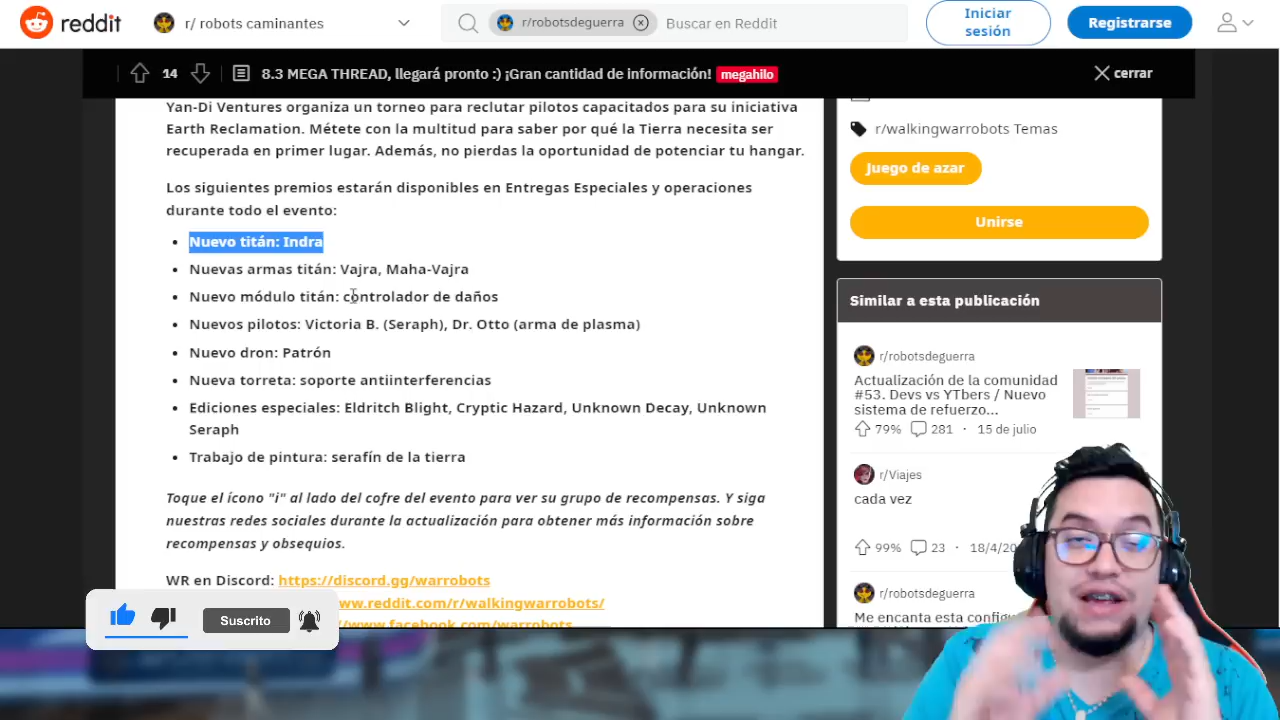 reddit
r/ robots caminantes
r/robotsdeguerra
Buscar en Reddit
Iniciar
sesión
Registrarse
14
8.3 MEGA THREAD, llegará pronto :) ¡Gran cantidad de información! megahilo
cerrar
Yan-Di Ventures organiza un torneo para reclutar pilotos capacitados para su iniciativa
Earth Reclamation. Métete con la multitud para saber por qué la Tierra necesita ser
recuperada en primer lugar. Además, no pierdas la oportunidad de potenciar tu hangar.
Los siguientes premios estarán disponibles en Entregas Especiales y operaciones
durante todo el evento:
• Nuevo titán: Indra
• Nuevas armas titán: Vajra, Maha-Vajra
• Nuevo módulo titán: controlador de daños
• Nuevos pilotos: Victoria B. (Seraph), Dr. Otto (arma de plasma)
• Nuevo dron: Patrón
• Nueva torreta: soporte antiinterferencias
• Ediciones especiales: Eldritch Blight, Cryptic Hazard, Unknown Decay, Unknown
Seraph
• Trabajo de pintura: serafín de la tierra
Toque el ícono "i" al lado del cofre del evento para ver su grupo de recompensas. Y siga
nuestras redes sociales durante la actualización para obtener más información sobre
recompensas y obsequios.
WR en Discord: https://discord.gg/warrobots
ww.reddit.com/r/walkingwarrobots/
/www.facebook.com/warrobots
Suscrito
r/walkingwarrobots Temas
Juego de azar
Unirse
Similar a esta publicación
r/robotsdeguerra
Actualización de la comunidad
#53. Devs vs YTbers / Nuevo
sistema de refuerzo...
79% 281 · 15 de julio
r/Viajes
cada vez
99% 23 · 18/4/20
r/robotsdeguerra
Me encanta esta config